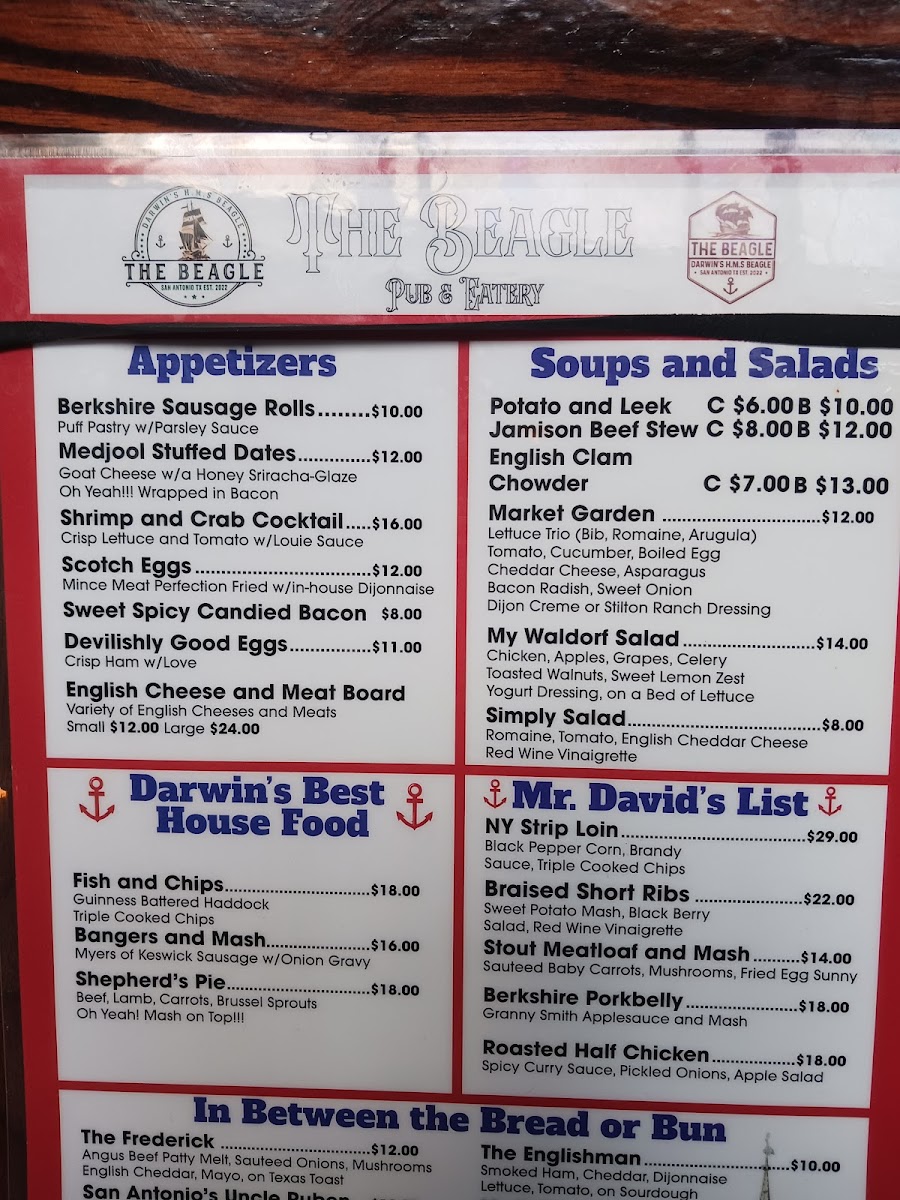 DARWIN'S H.M.S BEAGLE
THE BEAGLE
SAN ANTONIO TX EST. 2022
THE BEAGLE
PUB & EATERY
THE BEAGLE
DARWIN'S H.M.S BEAGLE
SAN ANTONIO TX EST. 2022
Appetizers
Berkshire Sausage Rolls........$10.00
Puff Pastry w/Parsley Sauce
Medjool Stuffed Dates..............$12.00
Goat Cheese w/a Honey Sriracha-Glaze
Oh Yeah!!! Wrapped in Bacon
Shrimp and Crab Cocktail.....$16.00
Crisp Lettuce and Tomato w/Louie Sauce
Scotch Eggs..................................$12.00
Mince Meat Perfection Fried w/in-house Dijonnaise
Sweet Spicy Candied Bacon $8.00
Devilishly Good Eggs................$11.00
Crisp Ham w/Love
English Cheese and Meat Board
Variety of English Cheeses and Meats
Small $12.00 Large $24.00
Soups and Salads
Potato and Leek C $6.00 B $10.00
Jamison Beef Stew C $8.00 B $12.00
English Clam
Chowder C $7.00 B $13.00
Market Garden ...............................$12.00
Lettuce Trio (Bib, Romaine, Arugula)
Tomato, Cucumber, Boiled Egg
Cheddar Cheese, Asparagus
Bacon Radish, Sweet Onion
Dijon Creme or Stilton Ranch Dressing
My Waldorf Salad..........................$14.00
Chicken, Apples, Grapes, Celery
Toasted Walnuts, Sweet Lemon Zest
Yogurt Dressing, on a Bed of Lettuce
Simply Salad.....................................$8.00
Romaine, Tomato, English Cheddar Cheese
Red Wine Vinaigrette
Darwin's Best
House Food
Fish and Chips............................$18.00
Guinness Battered Haddock
Triple Cooked Chips
Bangers and Mash....................$16.00
Myers of Keswick Sausage w/Onion Gravy
Shepherd's Pie...........................$18.00
Beef, Lamb, Carrots, Brussel Sprouts
Oh Yeah! Mash on Top!!!
Mr. David's List
NY Strip Loin....................................$29.00
Black Pepper Corn, Brandy
Sauce, Triple Cooked Chips
Braised Short Ribs .....................$22.00
Sweet Potato Mash, Black Berry
Salad, Red Wine Vinaigrette
Stout Meatloaf and Mash.........$14.00
Sauteed Baby Carrots, Mushrooms, Fried Egg Sunny
Berkshire Porkbelly .....................$18.00
Granny Smith Applesauce and Mash
Roasted Half Chicken................$18.00
Spicy Curry Sauce, Pickled Onions, Apple Salad
In Between the Bread or Bun
The Frederick .............................$12.00
Angus Beef Patty Melt, Sauteed Onions, Mushrooms
English Cheddar, Mayo, on Texas Toast
San Antonio's Uncle Ruben
The Englishman............................$10.00
Smoked Ham, Cheddar, Dijonnaise
Lettuce, Tomato, on Sourdough